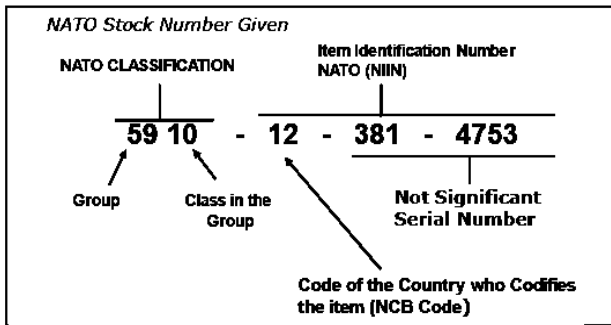 NATO Stock Number Given
Item Identification Number
NATO (NIIN)
NATO CLASSIFICATION
59 10 - 12 - 381 - 4753
Group
Class in the
Group
Not Significant
Serial Number
Code of the Country who Codifies
the item (NCB Code)